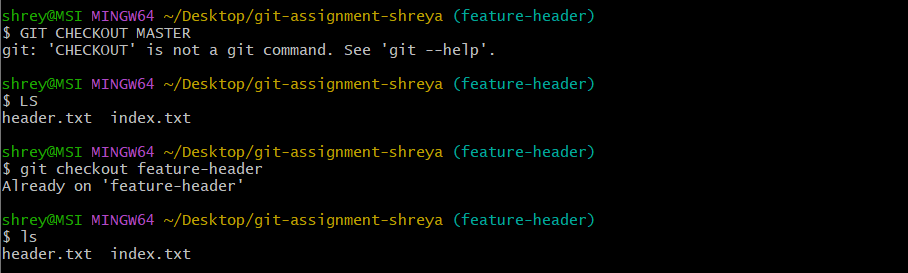 shrey@MSI MINGW64 ~/Desktop/git-assignment-shreya (feature-header)
$ GIT CHECKOUT MASTER
git: 'CHECKOUT' is not a git command. See 'git --help'.
shrey@MSI MINGW64 ~/Desktop/git-assignment-shreya (feature-header)
$ LS
header.txt  index.txt
shrey@MSI MINGW64 ~/Desktop/git-assignment-shreya (feature-header)
$ git checkout feature-header
Already on 'feature-header'
shrey@MSI MINGW64 ~/Desktop/git-assignment-shreya (feature-header)
$ ls
header.txt  index.txt